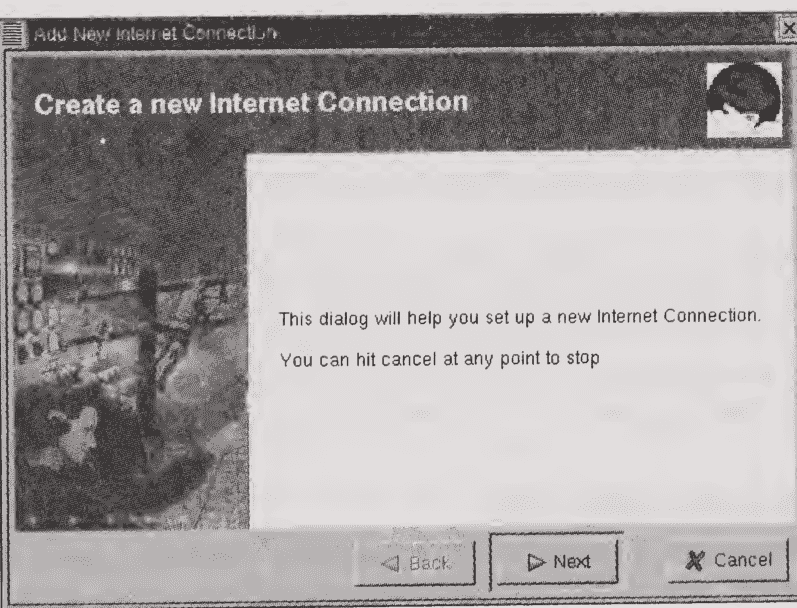 Add New Internet Connection
Create a new Internet Connection
This dialog will help you set up a new Internet Connection.
You can hit cancel at any point to stop
Back
Next
Cancel